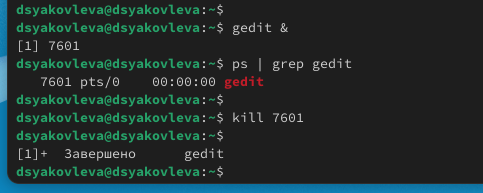 dsyakovleva@dsyakovleva:~$
dsyakovleva@dsyakovleva:~$ gedit &
[1] 7601
dsyakovleva@dsyakovleva:~$ ps | grep gedit
   7601 pts/0    00:00:00 gedit
dsyakovleva@dsyakovleva:~$
dsyakovleva@dsyakovleva:~$ kill 7601
dsyakovleva@dsyakovleva:~$
[1]+  Завершено      gedit
dsyakovleva@dsyakovleva:~$